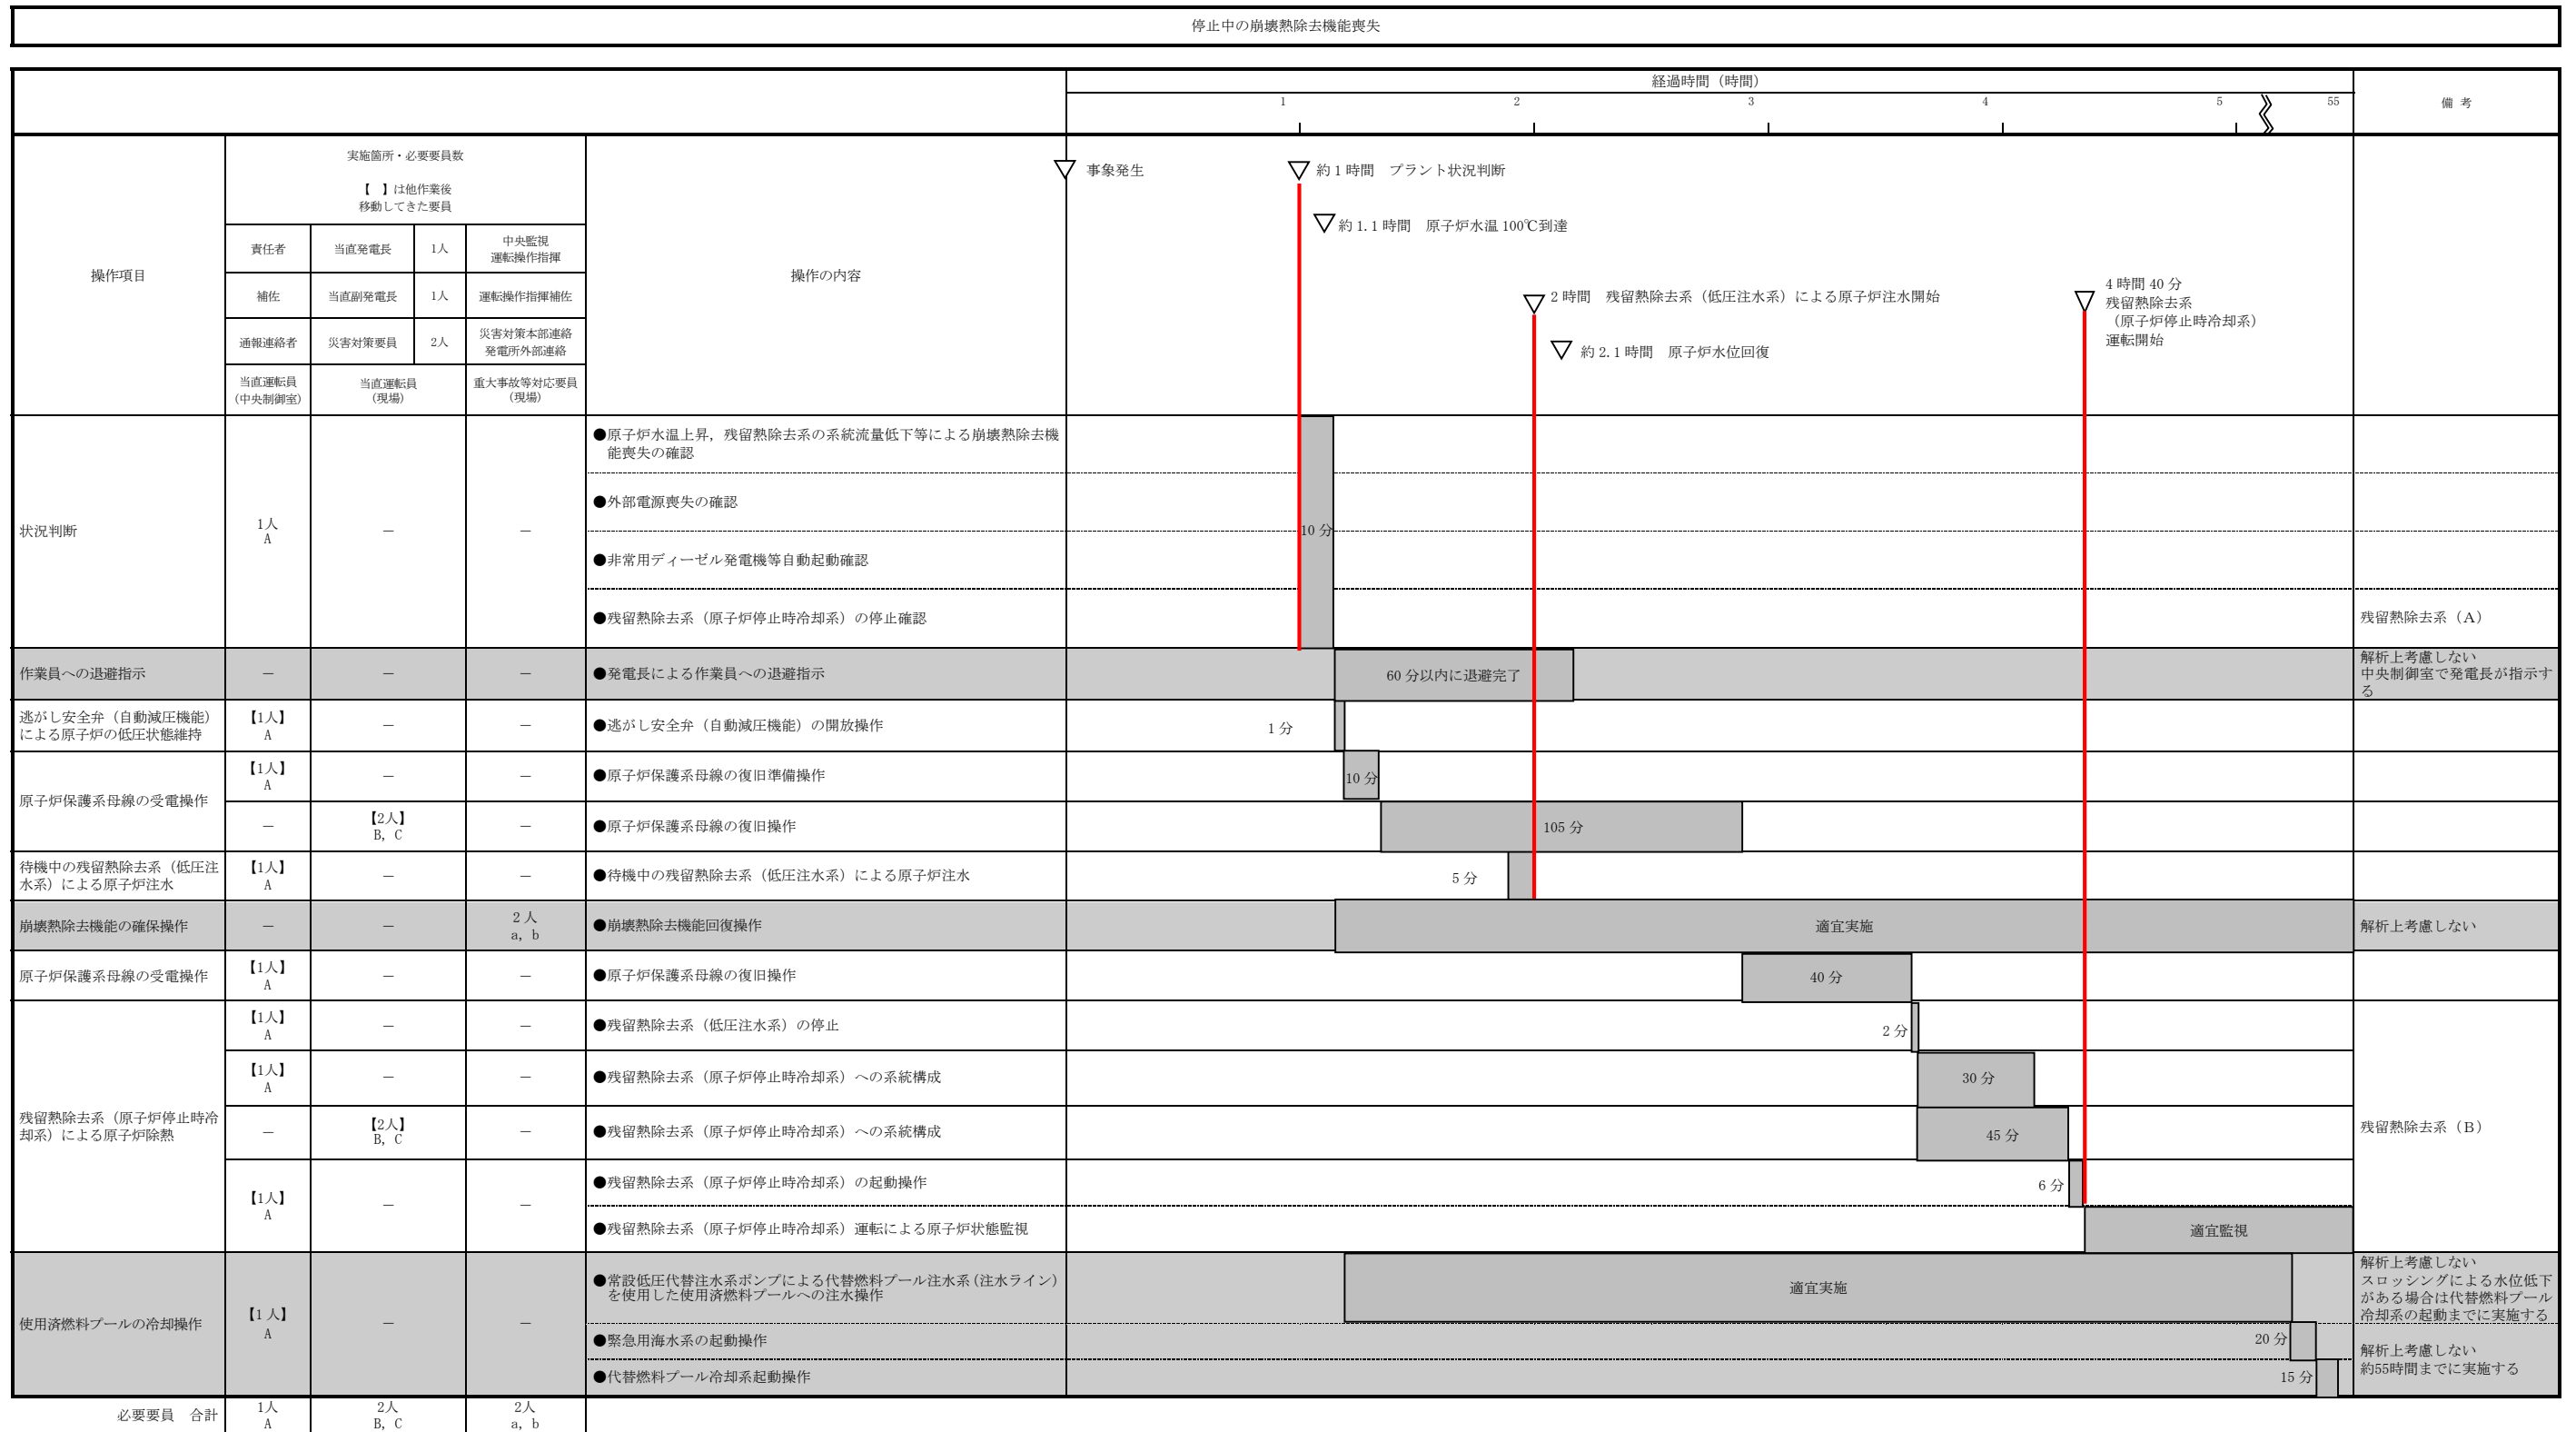 停止中の崩壊熱除去機能喪失
経過時間（時間）
1
2
3
4
5
55
備 考
操作項目
実施箇所・必要要員数
【　】は他作業後
移動してきた要員
責任者
当直発電長
1人
中央監視
運転操作指揮
補佐
当直副発電長
1人
運転操作指揮補佐
通報連絡者
災害対策要員
2人
災害対策本部連絡
発電所外部連絡
当直運転員
（中央制御室）
当直運転員
（現場）
重大事故等対応要員
（現場）
操作の内容
事象発生
約 1 時間　プラント状況判断
約 1.1 時間　原子炉水温 100℃到達
2 時間　残留熱除去系（低圧注水系）による原子炉注水開始
約 2.1 時間　原子炉水位回復
4 時間 40 分
残留熱除去系
（原子炉停止時冷却系）
運転開始
状況判断
1人
A
－
－
●原子炉水温上昇，残留熱除去系の系統流量低下等による崩壊熱除去機
能喪失の確認
●外部電源喪失の確認
●非常用ディーゼル発電機等自動起動確認
●残留熱除去系（原子炉停止時冷却系）の停止確認
10 分
残留熱除去系（Ａ）
作業員への退避指示
－
－
－
●発電長による作業員への退避指示
60 分以内に退避完了
解析上考慮しない
中央制御室で発電長が指示す
る
逃がし安全弁（自動減圧機能）
による原子炉の低圧状態維持
【1人】
A
－
－
●逃がし安全弁（自動減圧機能）の開放操作
1 分
原子炉保護系母線の受電操作
【1人】
A
－
－
●原子炉保護系母線の復旧準備操作
10 分
－
【2人】
B，C
－
●原子炉保護系母線の復旧操作
105 分
待機中の残留熱除去系（低圧注
水系）による原子炉注水
【1人】
A
－
－
●待機中の残留熱除去系（低圧注水系）による原子炉注水
5 分
崩壊熱除去機能の確保操作
－
－
2 人
a，b
●崩壊熱除去機能回復操作
適宜実施
解析上考慮しない
原子炉保護系母線の受電操作
【1人】
A
－
－
●原子炉保護系母線の復旧操作
40 分
残留熱除去系（原子炉停止時冷
却系）による原子炉除熱
【1人】
A
－
－
●残留熱除去系（低圧注水系）の停止
2 分
【1人】
A
－
－
●残留熱除去系（原子炉停止時冷却系）への系統構成
30 分
－
【2人】
B，C
－
●残留熱除去系（原子炉停止時冷却系）への系統構成
45 分
残留熱除去系（Ｂ）
【1人】
A
－
－
●残留熱除去系（原子炉停止時冷却系）の起動操作
6 分
●残留熱除去系（原子炉停止時冷却系）運転による原子炉状態監視
適宜監視
使用済燃料プールの冷却操作
【1 人】
A
－
－
●常設低圧代替注水系ポンプによる代替燃料プール注水系（注水ライン）
を使用した使用済燃料プールへの注水操作
適宜実施
解析上考慮しない
スロッシングによる水位低下
がある場合は代替燃料プール
冷却系の起動までに実施する
●緊急用海水系の起動操作
20 分
●代替燃料プール冷却系起動操作
15 分
解析上考慮しない
約55時間までに実施する
必要要員　合計
1人
A
2人
B，C
2人
a，b